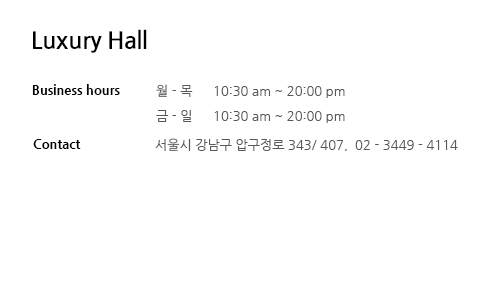 Luxury Hall
Business hours 월 - 목 10:30 am ~ 20:00 pm
금 - 일 10:30 am ~ 20:00 pm
Contact 서울시 강남구 압구정로 343/ 407, 02 - 3449 - 4114